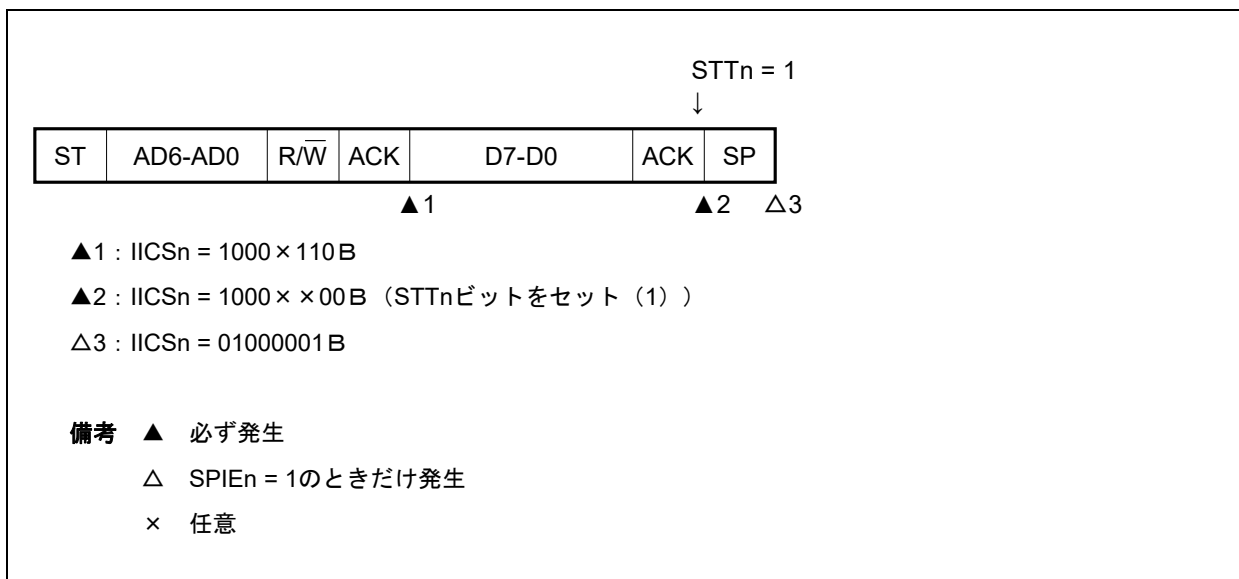 STTn = 1
↓
ST AD6-AD0 R/W̅ ACK D7-D0 ACK SP
▲1 ▲2 △3
▲1：IICSn = 1000×110B
▲2：IICSn = 1000××00B（STTnビットをセット（1））
△3：IICSn = 01000001B
備考 ▲ 必ず発生
△ SPIEn = 1のときだけ発生
× 任意